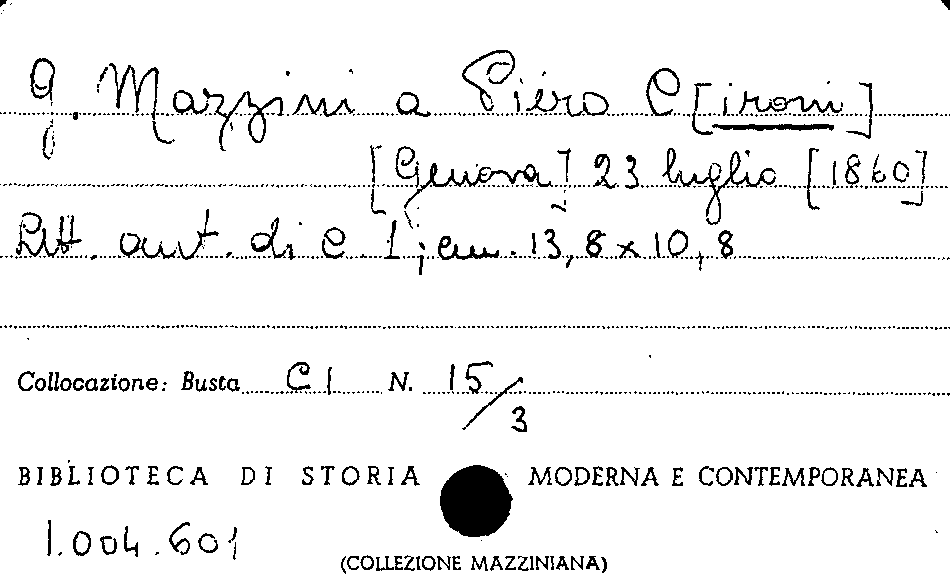 G. Mazzini a Piero C[ironi]
[Genova] 23 luglio [1860]
Lett. aut. di c. 1; cm. 13,8 x 10,8
Collocazione: Busta C I N. 15/3
BIBLIOTECA DI STORIA MODERNA E CONTEMPORANEA
1.004.601
(COLLEZIONE MAZZINIANA)